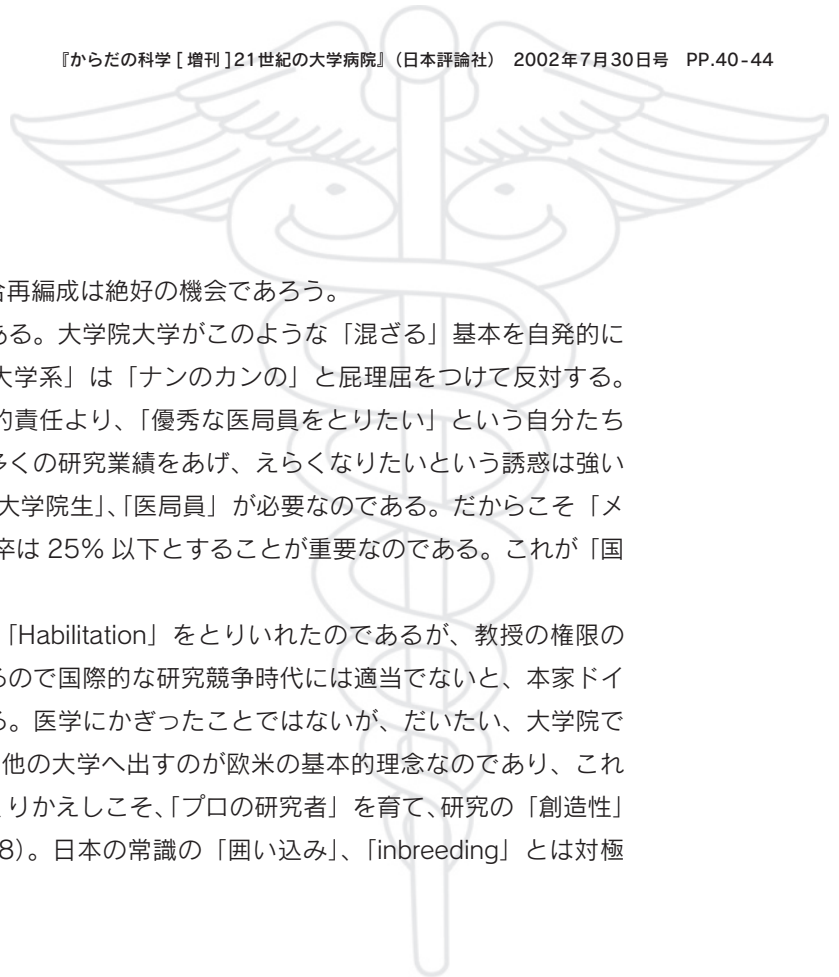 『からだの科学 [ 増刊 ]21世紀の大学病院』（日本評論社） 2002年7月30日号 PP.40-44
合再編成は絶好の機会であろう。
ある。大学院大学がこのような「混ざる」基本を自発的に
大学系」は「ナンのカンの」と屁理屈をつけて反対する。
的責任より、「優秀な医局員をとりたい」という自分たち
多くの研究業績をあげ、えらくなりたいという誘惑は強い
大学院生」、「医局員」が必要なのである。だからこそ「メ
卒は 25% 以下とすることが重要なのである。これが「国
「Habilitation」をとりいれたのであるが、教授の権限の
るので国際的な研究競争時代には適当でないと、本家ドイ
る。医学にかぎったことではないが、だいたい、大学院で
他の大学へ出すのが欧米の基本的理念なのであり、これ
くりかえしこそ、「プロの研究者」を育て、研究の「創造性」
8）。日本の常識の「囲い込み」、「inbreeding」とは対極